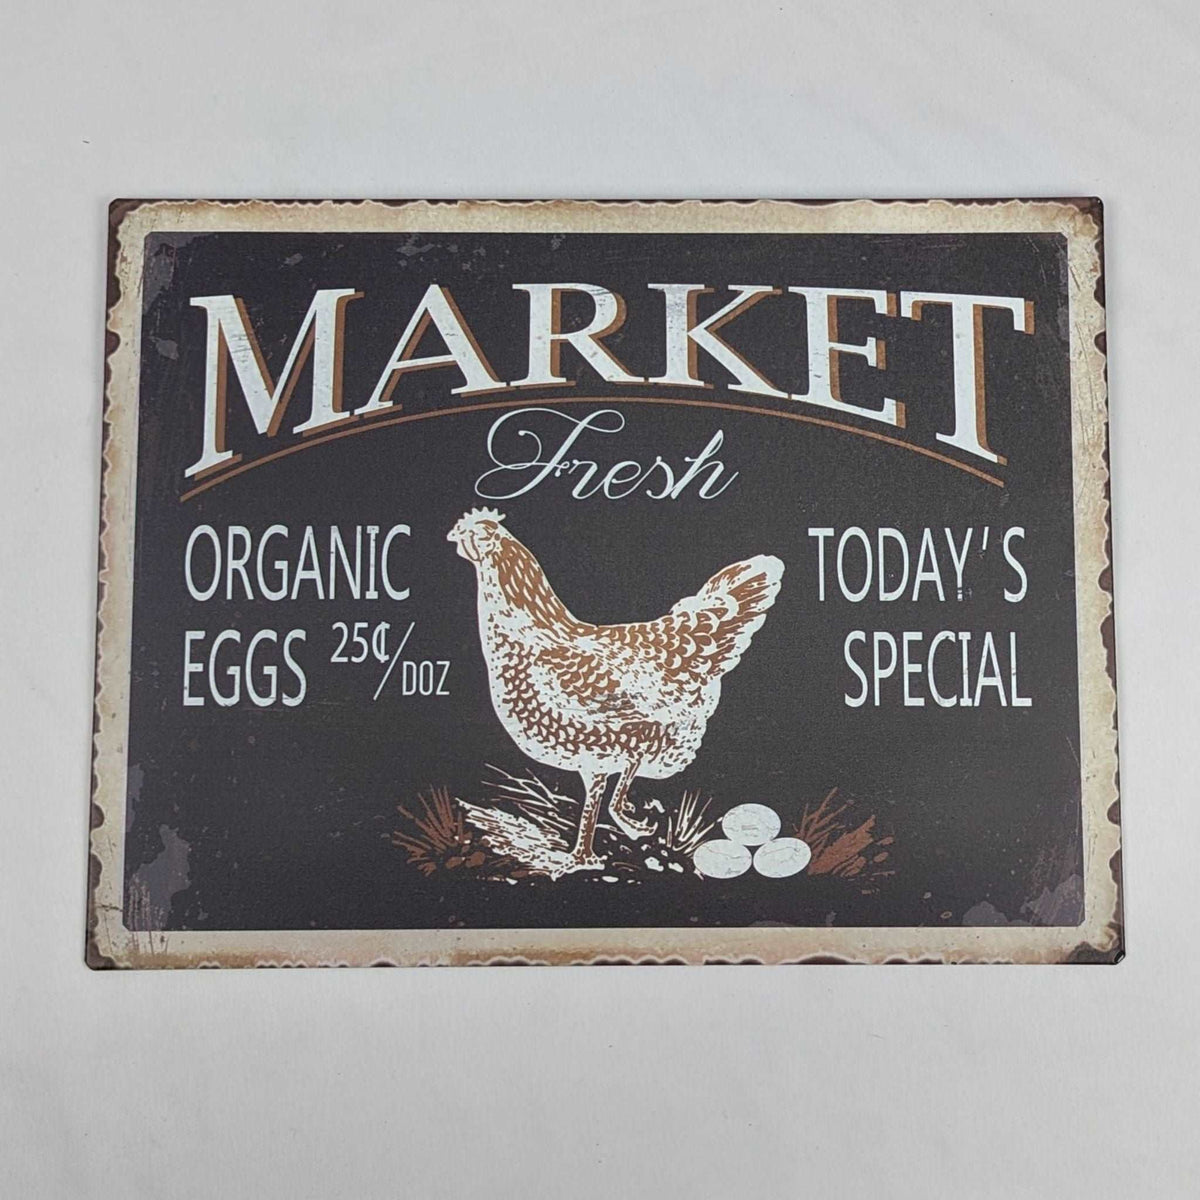 MARKET
Fresh
ORGANIC
EGGS 25¢/DOZ
TODAY'S
SPECIAL